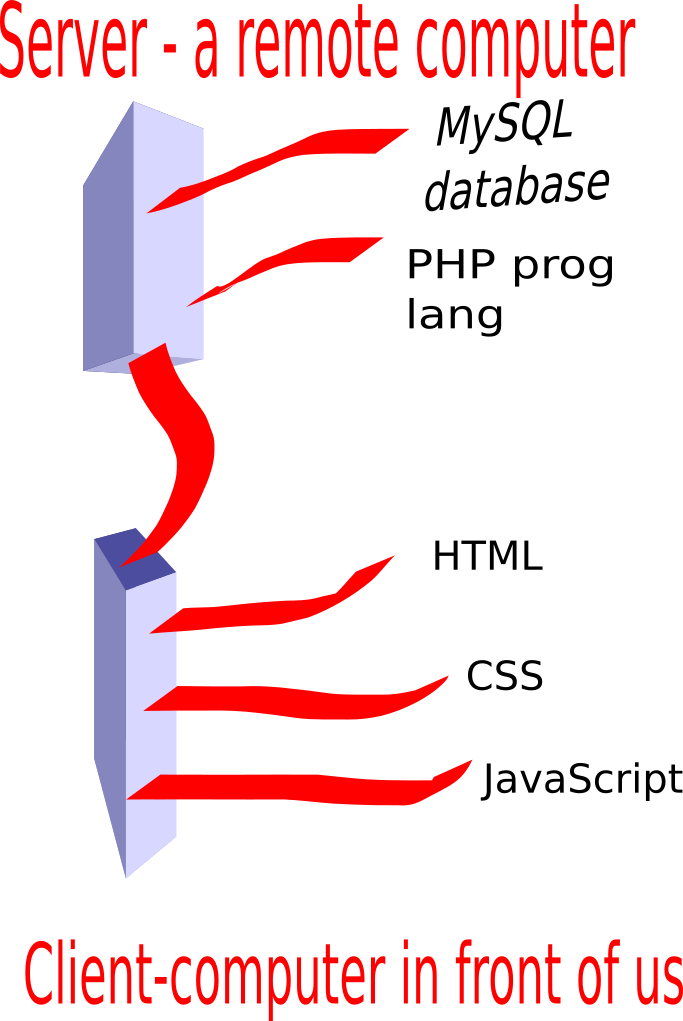 Server - a remote computer
MySQL
database
PHP prog
lang
HTML
CSS
JavaScript
Client-computer in front of us